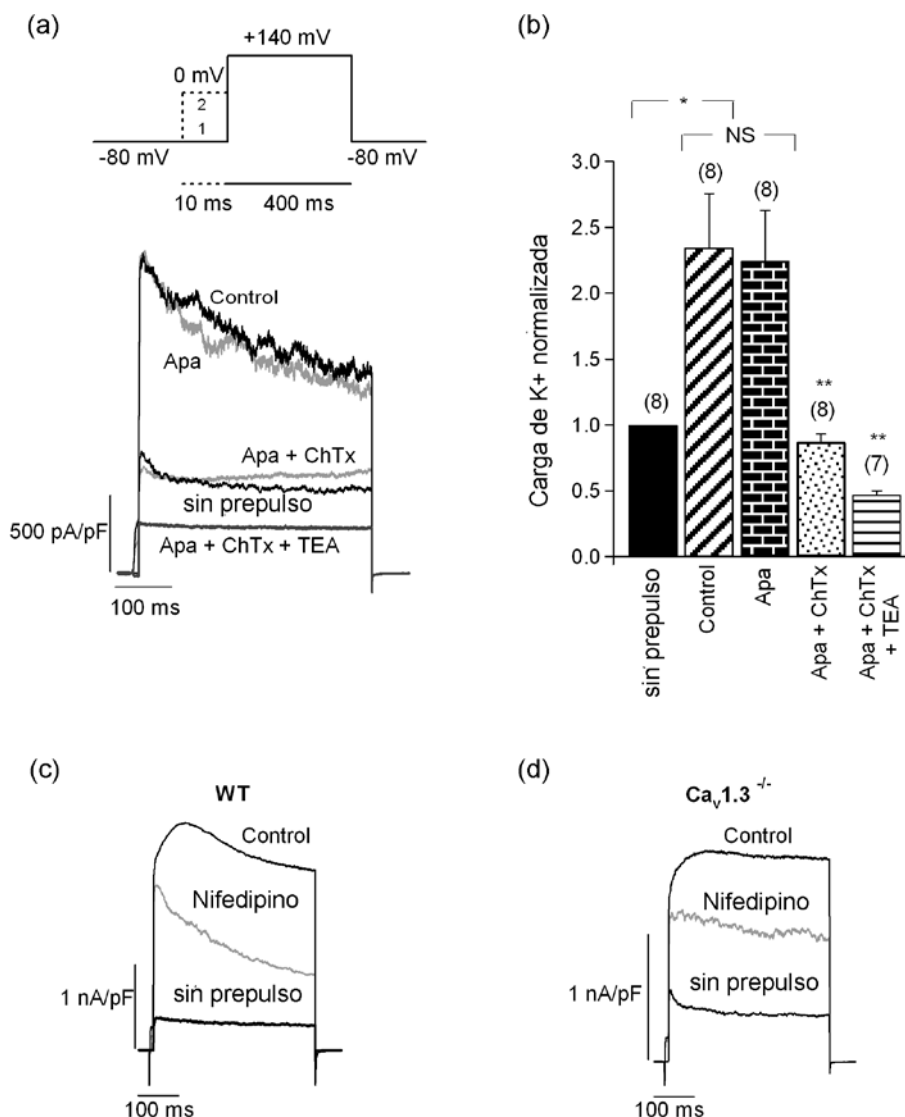 (a)
+140 mV
0 mV
2
1
-80 mV
-80 mV
10 ms
400 ms
Control
Apa
Apa + ChTx
sin prepulso
500 pA/pF
Apa + ChTx + TEA
100 ms
(b)
*
NS
Carga de K+ normalizada
3.0
2.5
2.0
1.5
1.0
0.5
0.0
(8)
(8)
(8)
**
(8)
**
(7)
sin prepulso
Control
Apa
Apa + ChTx
Apa + ChTx
+ TEA
(c)
WT
Control
Nifedipino
sin prepulso
1 nA/pF
100 ms
(d)
Cav1.3 -/-
Control
Nifedipino
sin prepulso
1 nA/pF
100 ms